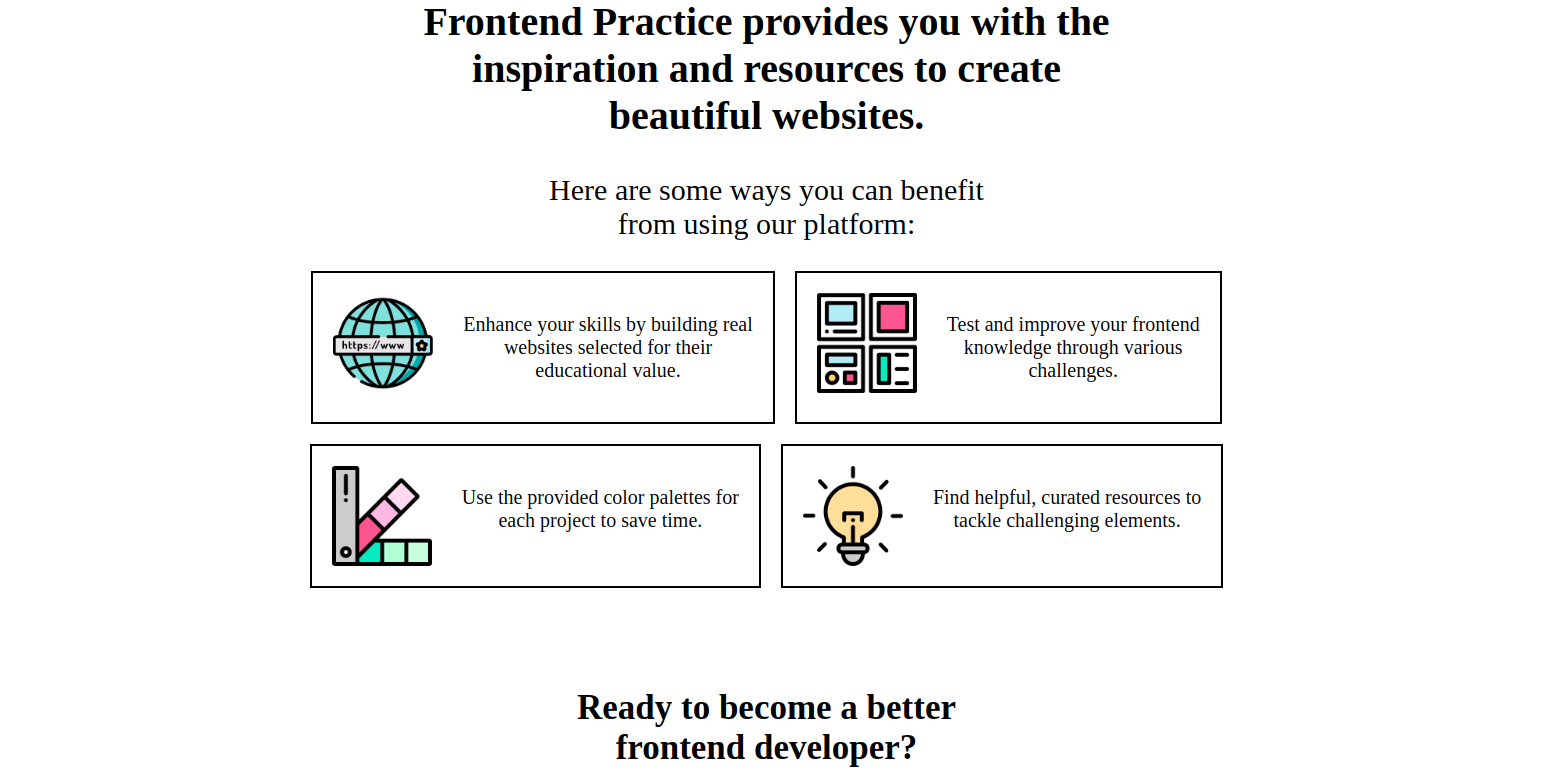 Frontend Practice provides you with the
inspiration and resources to create
beautiful websites.
Here are some ways you can benefit
from using our platform:
https://www
Enhance your skills by building real
websites selected for their
educational value.
Test and improve your frontend
knowledge through various
challenges.
Use the provided color palettes for
each project to save time.
Find helpful, curated resources to
tackle challenging elements.
Ready to become a better
frontend developer?